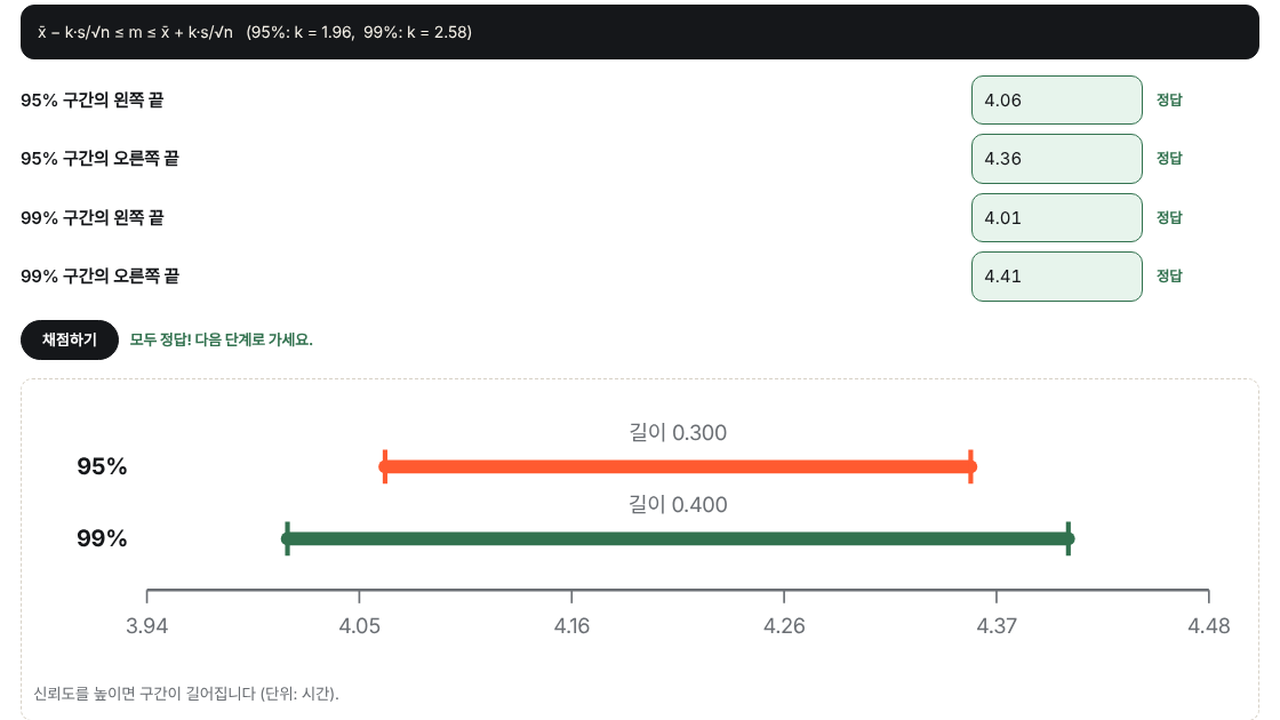 x̄ − k·s/√n ≤ m ≤ x̄ + k·s/√n (95%: k = 1.96, 99%: k = 2.58)
95% 구간의 왼쪽 끝 4.06 정답
95% 구간의 오른쪽 끝 4.36 정답
99% 구간의 왼쪽 끝 4.01 정답
99% 구간의 오른쪽 끝 4.41 정답
채점하기 모두 정답! 다음 단계로 가세요.
길이 0.300
95%
길이 0.400
99%
3.94 4.05 4.16 4.26 4.37 4.48
신뢰도를 높이면 구간이 길어집니다 (단위: 시간).